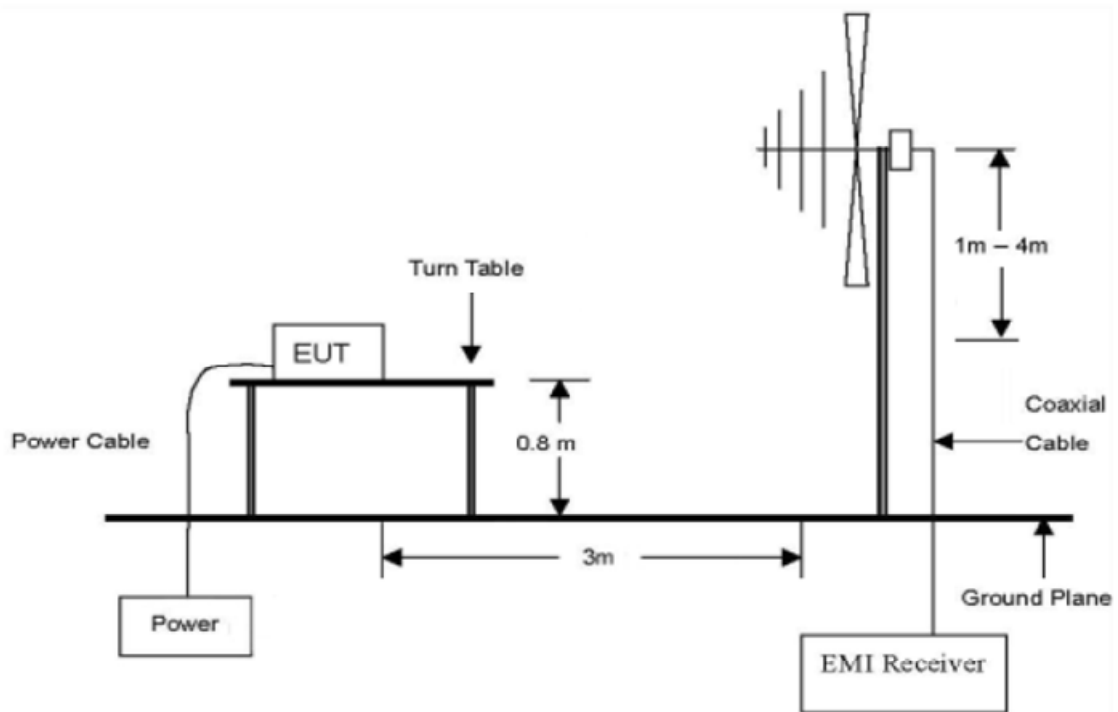 1m – 4m
Turn Table
EUT
Coaxial
Cable
Power Cable
0.8 m
3m
Ground Plane
Power
EMI Receiver